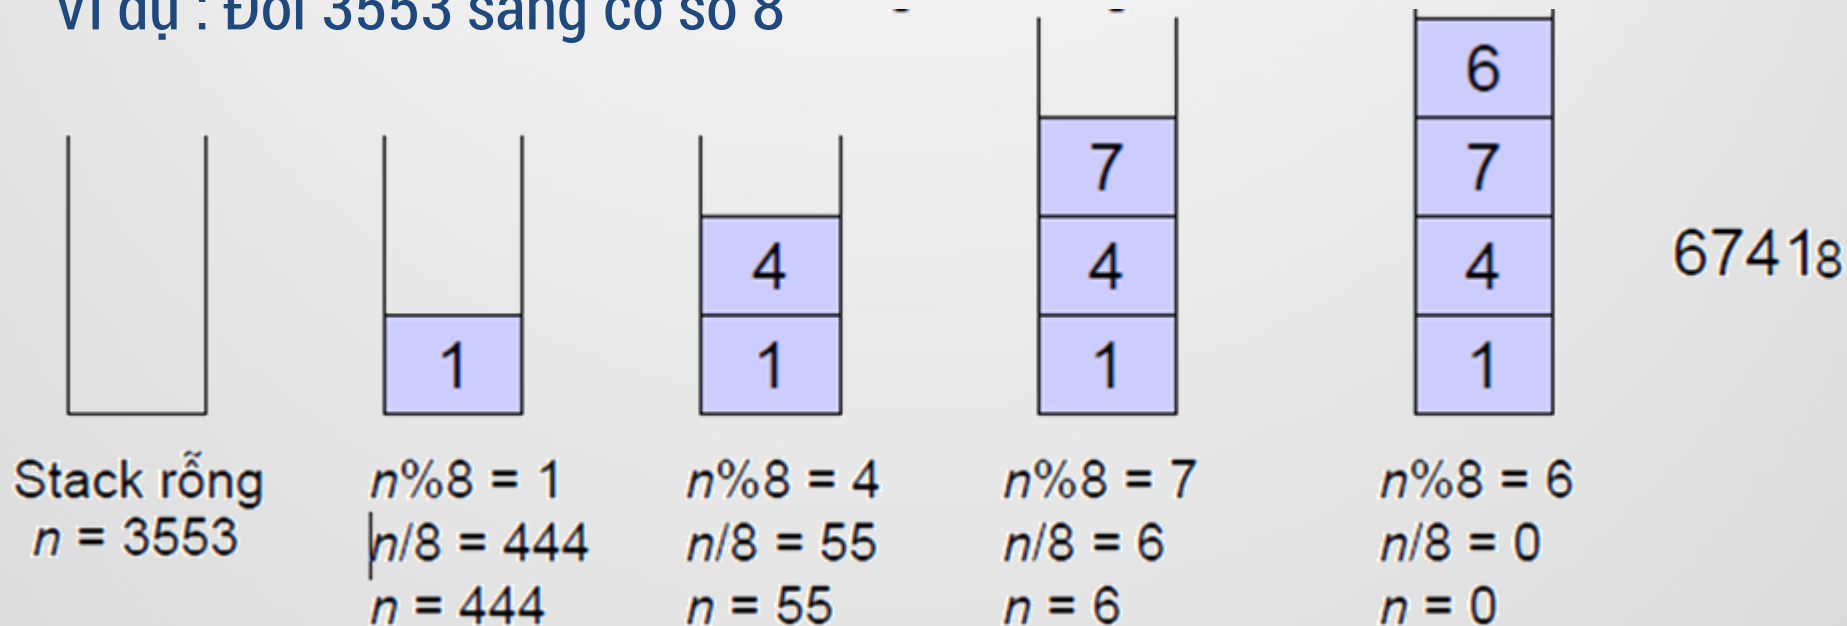 Ví dụ : Đổi 3553 sang cơ số 8
1
4
1
7
4
1
6
7
4
1
6741₈
Stack rỗng
n = 3553
n%8 = 1
n/8 = 444
n = 444
n%8 = 4
n/8 = 55
n = 55
n%8 = 7
n/8 = 6
n = 6
n%8 = 6
n/8 = 0
n = 0